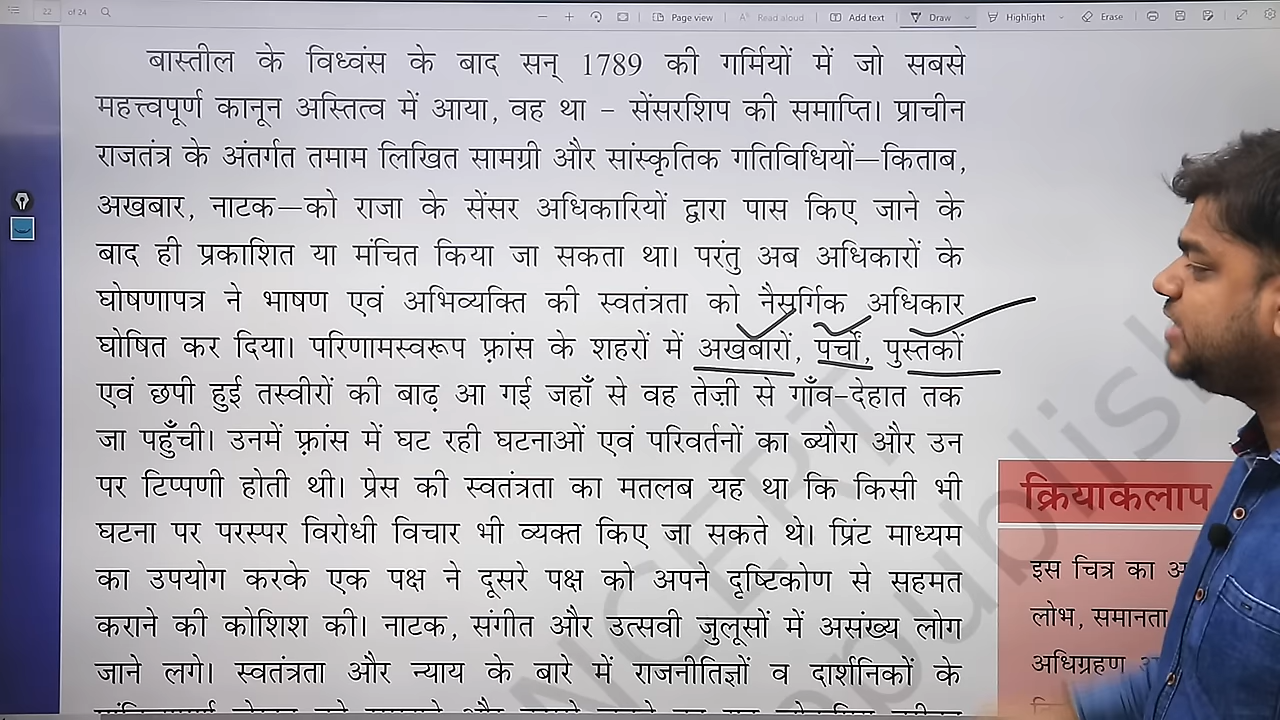 22 of 24 Page view Read aloud Add text Draw Highlight Erase
बास्तील के विध्वंस के बाद सन् 1789 की गर्मियों में जो सबसे
महत्त्वपूर्ण कानून अस्तित्व में आया, वह था – सेंसरशिप की समाप्ति। प्राचीन
राजतंत्र के अंतर्गत तमाम लिखित सामग्री और सांस्कृतिक गतिविधियों—किताब,
अखबार, नाटक—को राजा के सेंसर अधिकारियों द्वारा पास किए जाने के
बाद ही प्रकाशित या मंचित किया जा सकता था। परंतु अब अधिकारों के
घोषणापत्र ने भाषण एवं अभिव्यक्ति की स्वतंत्रता को नैसर्गिक अधिकार
घोषित कर दिया। परिणामस्वरूप फ़्रांस के शहरों में अखबारों, पर्चों, पुस्तकों
एवं छपी हुई तस्वीरों की बाढ़ आ गई जहाँ से वह तेज़ी से गाँव-देहात तक
जा पहुँची। उनमें फ़्रांस में घट रही घटनाओं एवं परिवर्तनों का ब्यौरा और उन
पर टिप्पणी होती थी। प्रेस की स्वतंत्रता का मतलब यह था कि किसी भी
घटना पर परस्पर विरोधी विचार भी व्यक्त किए जा सकते थे। प्रिंट माध्यम
का उपयोग करके एक पक्ष ने दूसरे पक्ष को अपने दृष्टिकोण से सहमत
कराने की कोशिश की। नाटक, संगीत और उत्सवी जुलूसों में असंख्य लोग
जाने लगे। स्वतंत्रता और न्याय के बारे में राजनीतिज्ञों व दार्शनिकों के
क्रियाकलाप
इस चित्र का
लोभ, समानता
अधिग्रहण
NCERT
republish